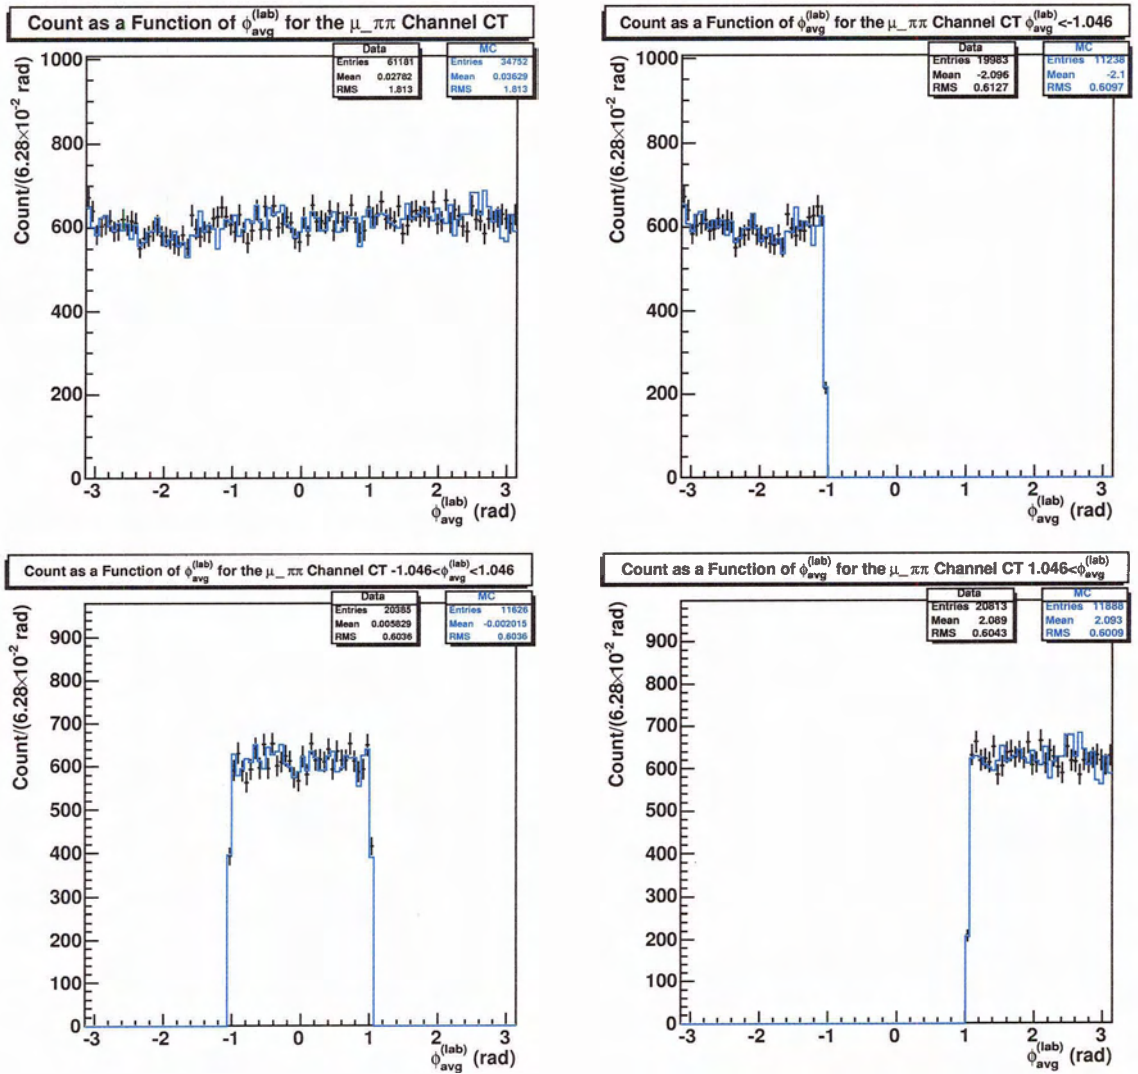 Count as a Function of ϕ(lab)avg for the μ_ππ Channel CT
Data
Entries 61181
Mean 0.02782
RMS 1.813
MC
Entries 34752
Mean 0.03629
RMS 1.813
Count/(6.28×10-2 rad)
1000
800
600
400
200
0
-3 -2 -1 0 1 2 3
ϕ(lab)avg (rad)
Count as a Function of ϕ(lab)avg for the μ_ππ Channel CT ϕ(lab)avg<-1.046
Data
Entries 19983
Mean -2.096
RMS 0.6127
MC
Entries 11238
Mean -2.1
RMS 0.6097
Count/(6.28×10-2 rad)
1000
800
600
400
200
0
-3 -2 -1 0 1 2 3
ϕ(lab)avg (rad)
Count as a Function of ϕ(lab)avg for the μ_ππ Channel CT -1.046<ϕ(lab)avg<1.046
Data
Entries 20385
Mean 0.005829
RMS 0.6036
MC
Entries 11626
Mean -0.002015
RMS 0.6036
Count/(6.28×10-2 rad)
900
800
700
600
500
400
300
200
100
0
-3 -2 -1 0 1 2 3
ϕ(lab)avg (rad)
Count as a Function of ϕ(lab)avg for the μ_ππ Channel CT 1.046<ϕ(lab)avg
Data
Entries 20813
Mean 2.089
RMS 0.6043
MC
Entries 11888
Mean 2.093
RMS 0.6009
Count/(6.28×10-2 rad)
900
800
700
600
500
400
300
200
100
0
-3 -2 -1 0 1 2 3
ϕ(lab)avg (rad)